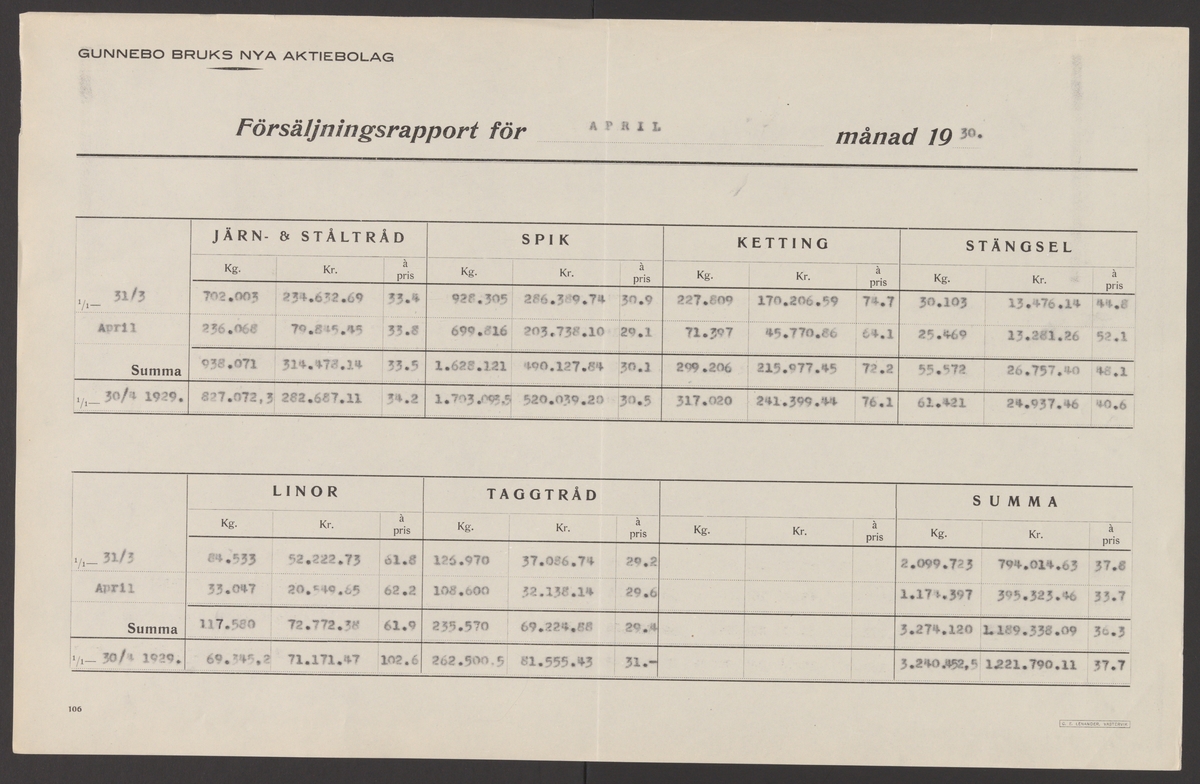 GUNNEBO BRUKS NYA AKTIEBOLAG
Försäljningsrapport för APRIL månad 1930.
JÄRN- & STÅLTRÅD SPIK KETTING STÄNGSEL
Kg. Kr. à pris Kg. Kr. à pris Kg. Kr. à pris Kg. Kr. à pris
1/1— 31/3 702.003 234.632.69 33.4 928.305 286.389.74 30.9 227.809 170.206.59 74.7 30.103 13.476.14 44.8
April 236.068 79.845.45 33.8 699.816 203.738.10 29.1 71.397 45.770.86 64.1 25.469 13.281.26 52.1
Summa 938.071 314.478.14 33.5 1.628.121 490.127.84 30.1 299.206 215.977.45 72.2 55.572 26.757.40 48.1
1/1— 30/4 1929. 827.072,3 282.687.11 34.2 1.703.093,5 520.039.20 30.5 317.020 241.399.44 76.1 61.421 24.937.46 40.6
LINOR TAGGTRÅD SUMMA
Kg. Kr. à pris Kg. Kr. à pris Kg. Kr. à pris Kg. Kr. à pris
1/1— 31/3 84.533 52.222.73 61.8 126.970 37.086.74 29.2 2.099.723 794.014.63 37.8
April 33.047 20.549.65 62.2 108.600 32.138.14 29.6 1.174.397 395.323.46 33.7
Summa 117.580 72.772.38 61.9 235.570 69.224.88 29.4 3.274.120 1.189.338.09 36.3
1/1— 30/4 1929. 69.345,2 71.171.47 102.6 262.500,5 81.555.43 31.- 3.240.452,5 1221.790.11 37.7
106
C. O. LEKANDER, VÄSTERVIK